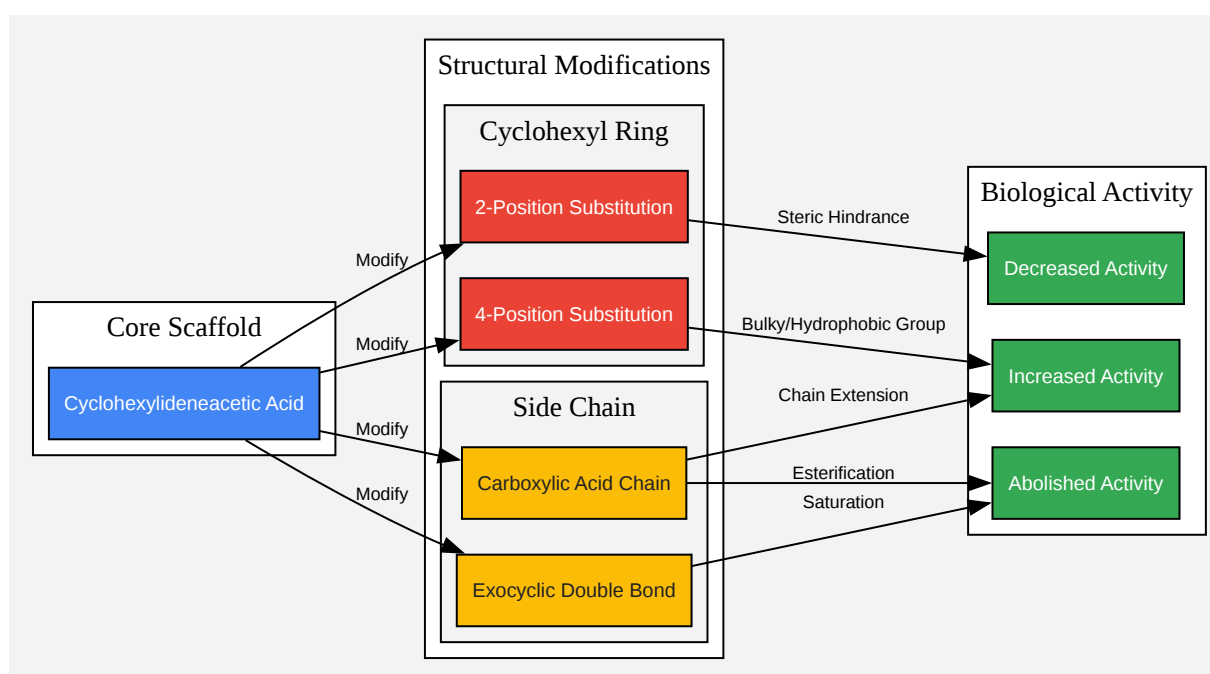 Structural Modifications
Cyclohexyl Ring
2-Position Substitution
4-Position Substitution
Side Chain
Carboxylic Acid Chain
Exocyclic Double Bond
Core Scaffold
Cyclohexylideneacetic Acid
Modify
Modify
Modify
Modify
Steric Hindrance
Bulky/Hydrophobic Group
Chain Extension
Esterification
Saturation
Biological Activity
Decreased Activity
Increased Activity
Abolished Activity